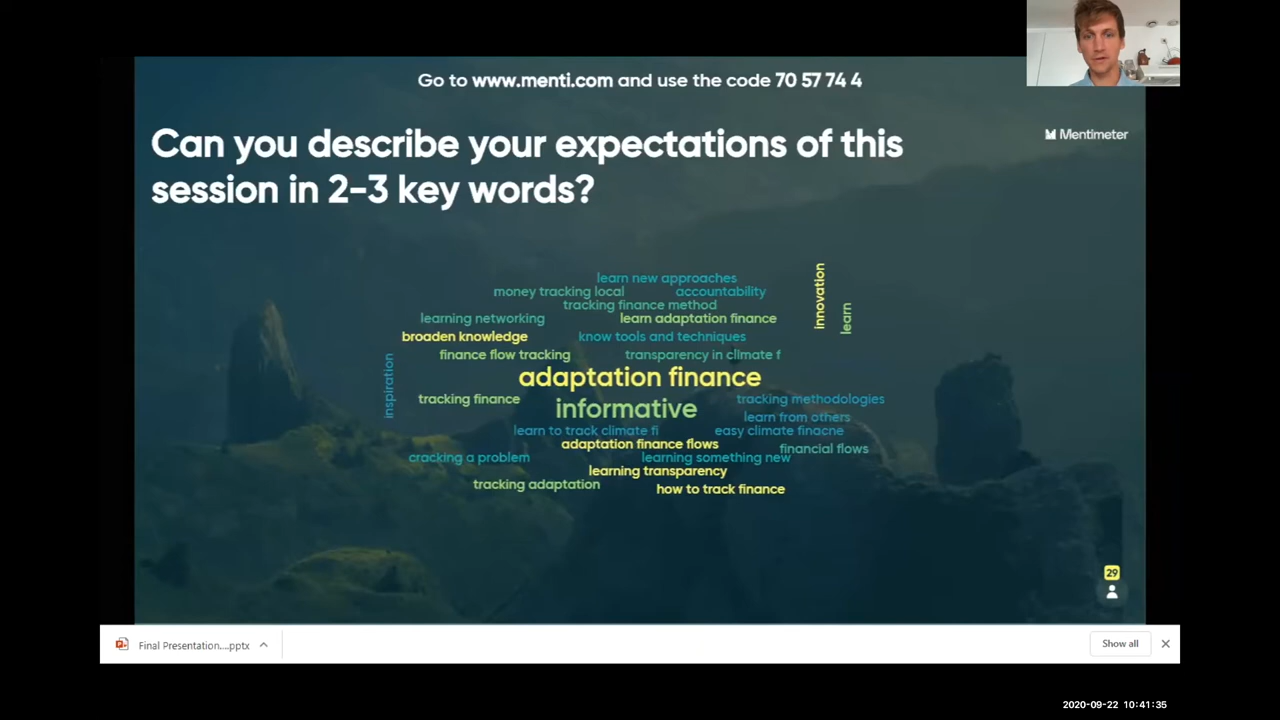 Go to www.menti.com and use the code 70 57 74 4
Mentimeter
Can you describe your expectations of this
session in 2-3 key words?
learn new approaches
money tracking local
accountability
tracking finance method
learning networking
learn adaptation finance
innovation
learn
broaden knowledge
know tools and techniques
finance flow tracking
transparency in climate f
inspiration
adaptation finance
tracking finance
informative
tracking methodologies
learn from others
learn to track climate fi
easy climate finacne
adaptation finance flows
financial flows
cracking a problem
learning something new
learning transparency
tracking adaptation
how to track finance
29
Final Presentation....pptx
Show all
2020-09-22 10:41:35